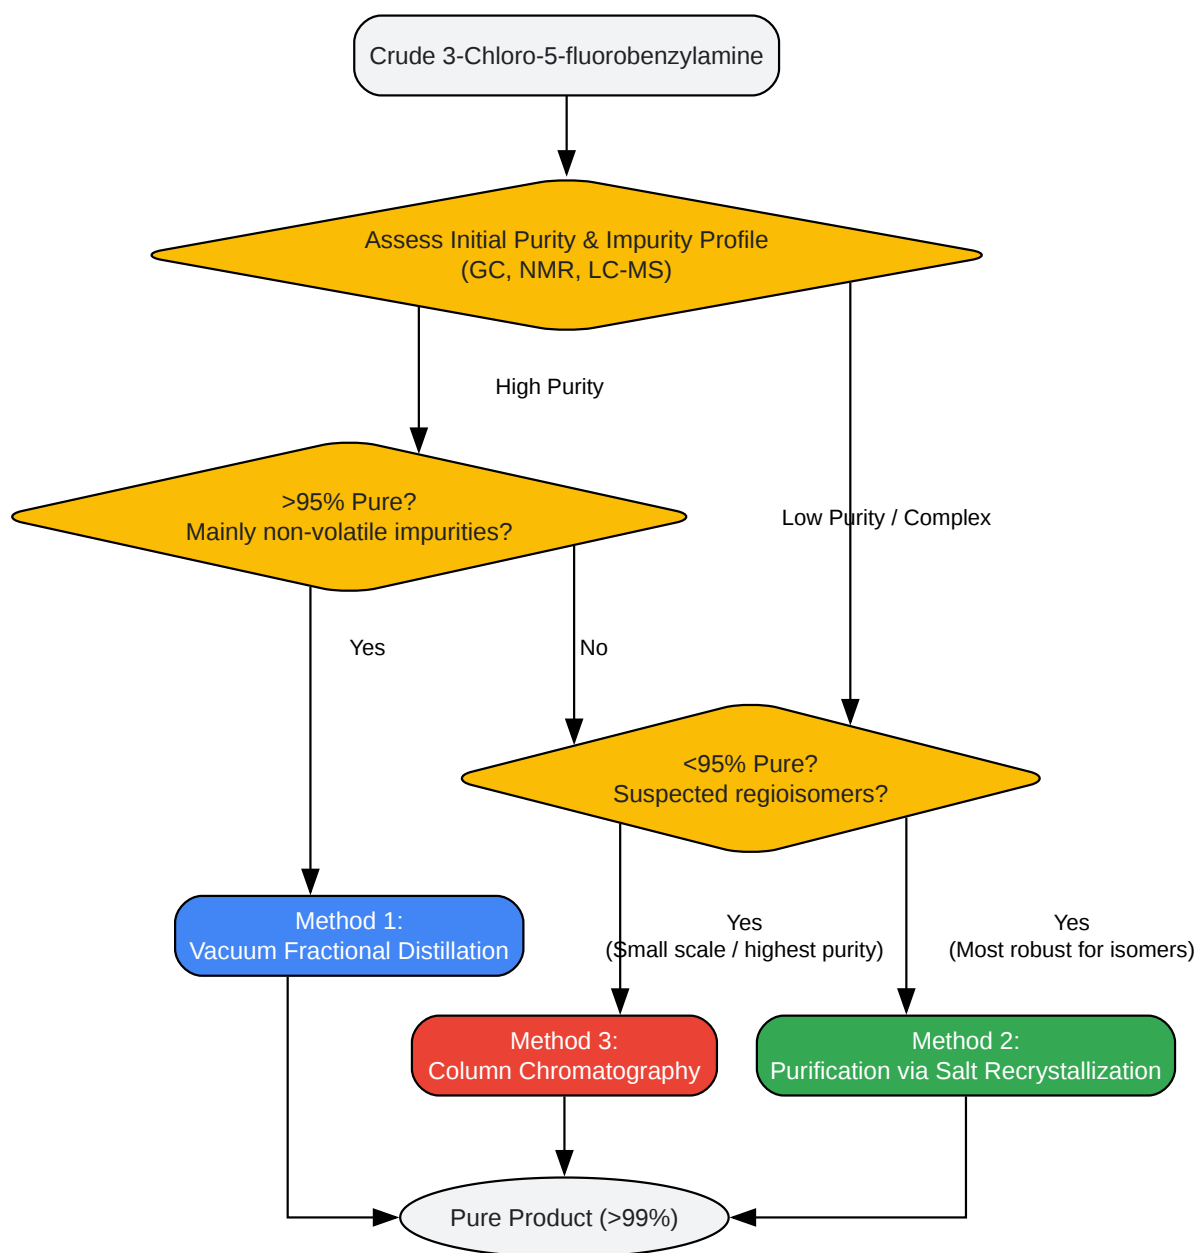 Crude 3-Chloro-5-fluorobenzylamine
Assess Initial Purity & Impurity Profile
(GC, NMR, LC-MS)
High Purity
>95% Pure?
Mainly non-volatile impurities?
Low Purity / Complex
Yes
No
<95% Pure?
Suspected regioisomers?
Method 1:
Vacuum Fractional Distillation
Yes
(Small scale / highest purity)
Yes
(Most robust for isomers)
Method 3:
Column Chromatography
Method 2:
Purification via Salt Recrystallization
Pure Product (>99%)